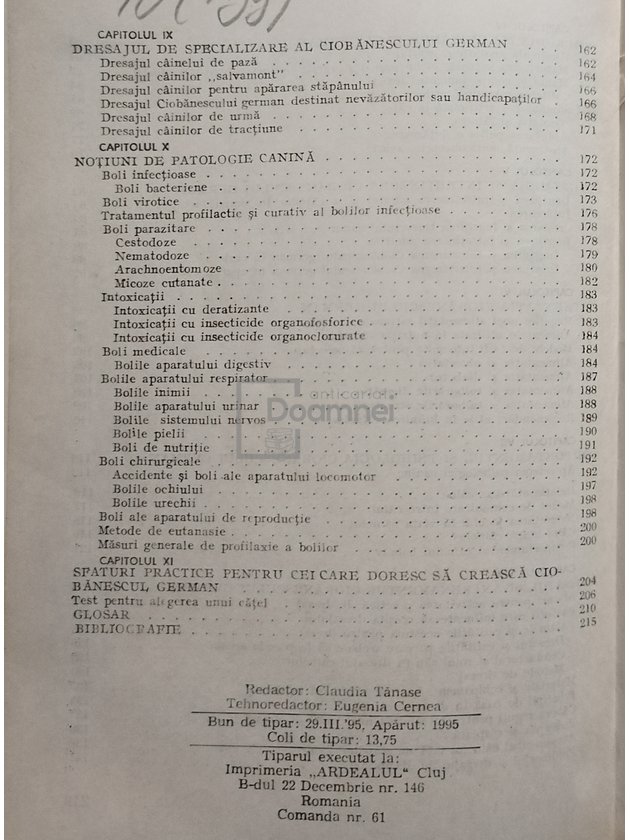 CAPITOLUL IX
DRESAJUL DE SPECIALIZARE AL CIOBĂNESCULUI GERMAN . . . 162
Dresajul câinelui de pază . . . 162
Dresajul câinilor „salvamont” . . . 164
Dresajul câinilor pentru apărarea stăpânului . . . 166
Dresajul Ciobănescului german destinat nevăzătorilor sau handicapaților 166
Dresajul câinilor de urmă . . . 168
Dresajul câinilor de tracțiune . . . 171
CAPITOLUL X
NOȚIUNI DE PATOLOGIE CANINĂ . . . 172
Boli infecțioase . . . 172
Boli bacteriene . . . 172
Boli virotice . . . 173
Tratamentul profilactic și curativ al bolilor infecțioase . . . 176
Boli parazitare . . . 178
Cestodoze . . . 178
Nematodoze . . . 179
Arachnoentomoze . . . 180
Micoze cutanate . . . 182
Intoxicații . . . 183
Intoxicații cu deratizante . . . 183
Intoxicații cu insecticide organofosforice . . . 183
Intoxicații cu insecticide organoclorurate . . . 184
Boli medicale . . . 184
Bolile aparatului digestiv . . . 184
Bolile aparatului respirator . . . 187
Bolile inimii . . . 188
Bolile aparatului urinar . . . 188
Bolile sistemului nervos . . . 189
Bolile pielii . . . 190
Boli de nutriție . . . 191
Boli chirurgicale . . . 192
Accidente și boli ale aparatului locomotor . . . 192
Bolile ochiului . . . 197
Bolile urechii . . . 198
Boli ale aparatului de reproducție . . . 198
Metode de eutanasie . . . 200
Măsuri generale de profilaxie a bolilor . . . 200
CAPITOLUL XI
SFATURI PRACTICE PENTRU CEI CARE DORESC SĂ CREASCĂ CIO-
BĂNESCUL GERMAN . . . 204
Test pentru alegerea unui cățel . . . 206
GLOSAR . . . 210
BIBLIOGRAFIE . . . 215
anticariat
Doamnei
Redactor: Claudia Tănase
Tehnoredactor: Eugenia Cernea
Bun de tipar: 29.III.'95, Apărut: 1995
Coli de tipar: 13,75
Tiparul executat la:
Imprimeria „ARDEALUL“ Cluj
B-dul 22 Decembrie nr. 146
Romania
Comanda nr. 61